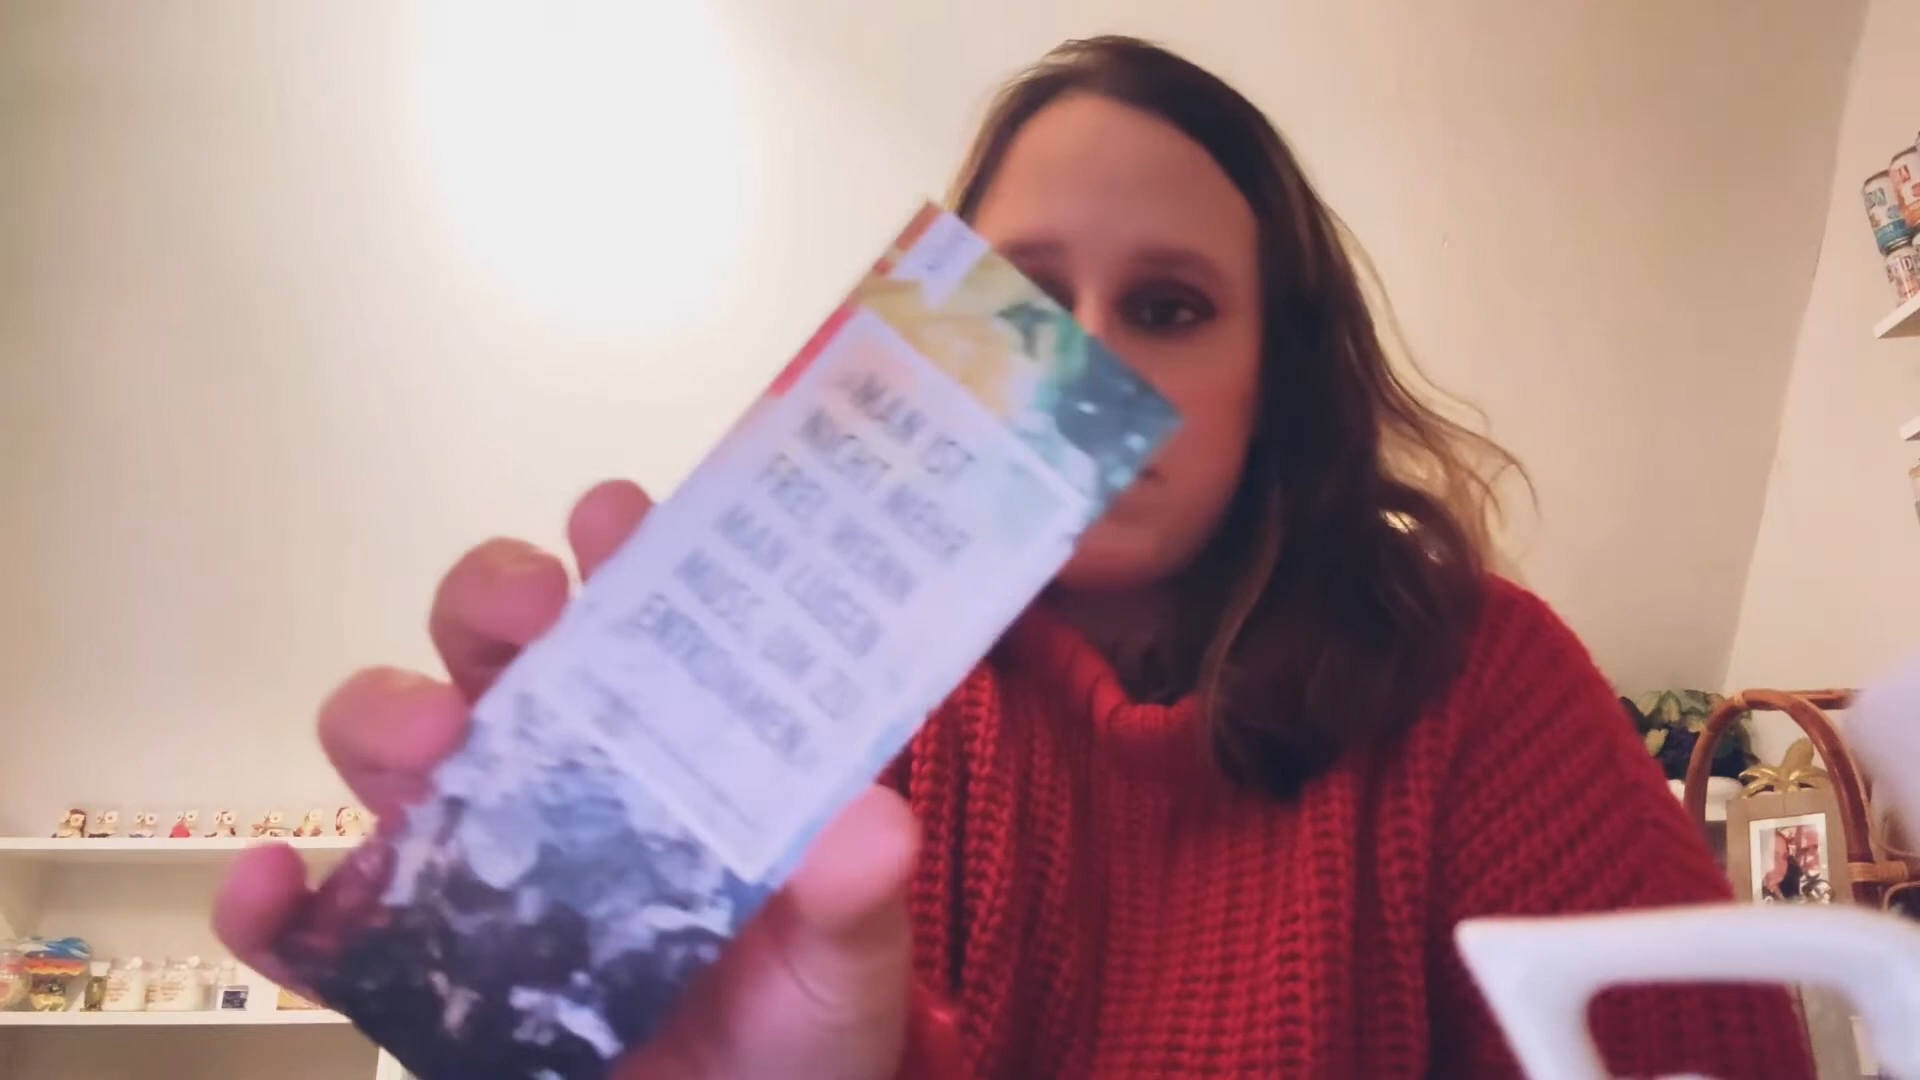 MAN IST
NICHT MEHR
FREI, WENN
MAN LÜGEN
MUSS, UM ZU
ENTKOMMEN